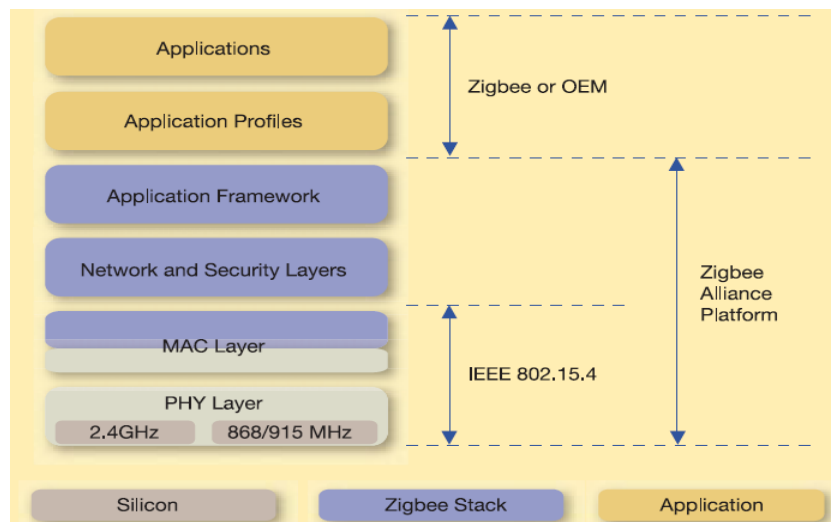 Applications
Zigbee or OEM
Application Profiles
Application Framework
Network and Security Layers
Zigbee
Alliance
Platform
MAC Layer
IEEE 802.15.4
PHY Layer
2.4GHz
868/915 MHz
Silicon
Zigbee Stack
Application